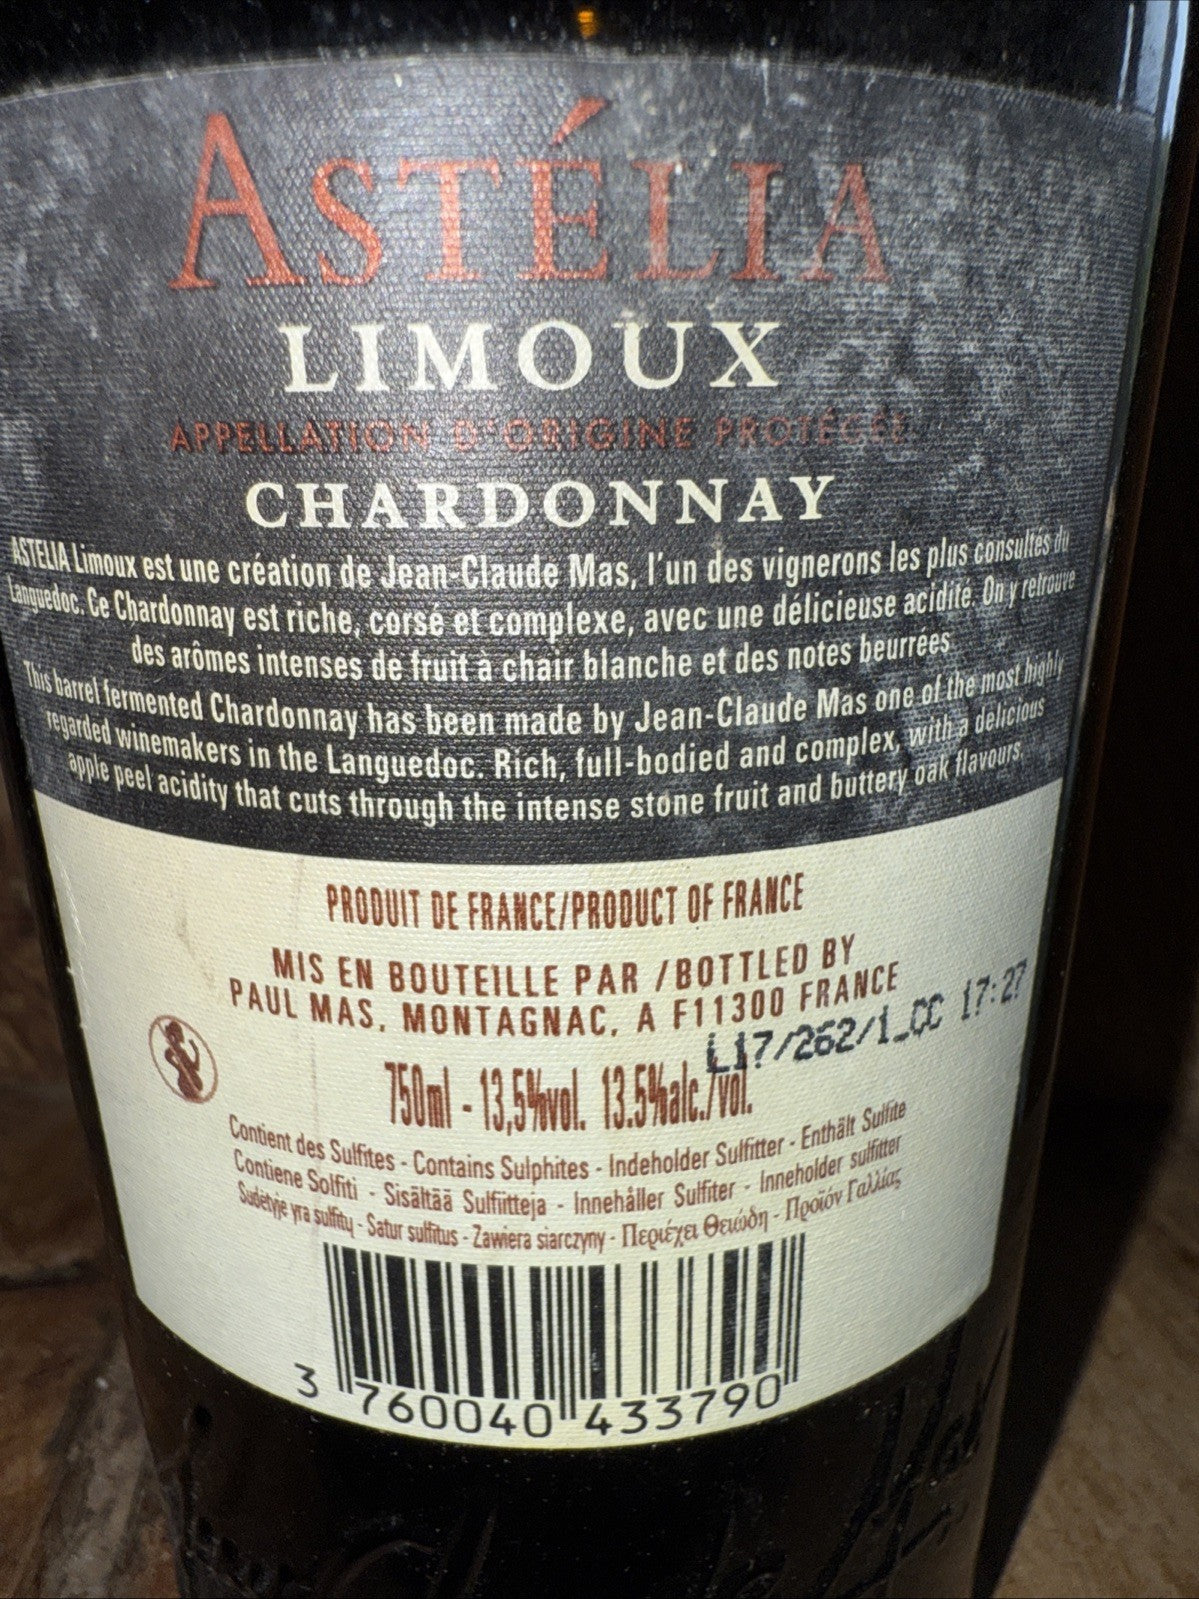 ASTÉLIA
LIMOUX
APPELLATION D'ORIGINE PROTÉGÉE
CHARDONNAY
ASTELIA Limoux est une création de Jean-Claude Mas, l'un des vignerons les plus consultés du
Languedoc. Ce Chardonnay est riche, corsé et complexe, avec une délicieuse acidité. On y retrouve
des arômes intenses de fruit à chair blanche et des notes beurrées
This barrel fermented Chardonnay has been made by Jean-Claude Mas one of the most highly
regarded winemakers in the Languedoc. Rich, full-bodied and complex, with a delicious
apple peel acidity that cuts through the intense stone fruit and buttery oak flavours.
PRODUIT DE FRANCE/PRODUCT OF FRANCE
MIS EN BOUTEILLE PAR / BOTTLED BY
PAUL MAS, MONTAGNAC, A F11300 FRANCE
L17/262/1_CC 17:27
750ml - 13,5%vol. 13.5%alc./vol.
Contient des Sulfites - Contains Sulphites - Indeholder Sulfitter - Enthält Sulfite
Contiene Solfiti - Sisältää Sulfiitteja - Innehåller Sulfiter - Inneholder sulfitter
Sudėtyje yra sulfitų - Satur sulfitus - Zawiera siarczyny - Περιέχει Θειώδη - Προϊόν Γαλλίας
3 760040 433790